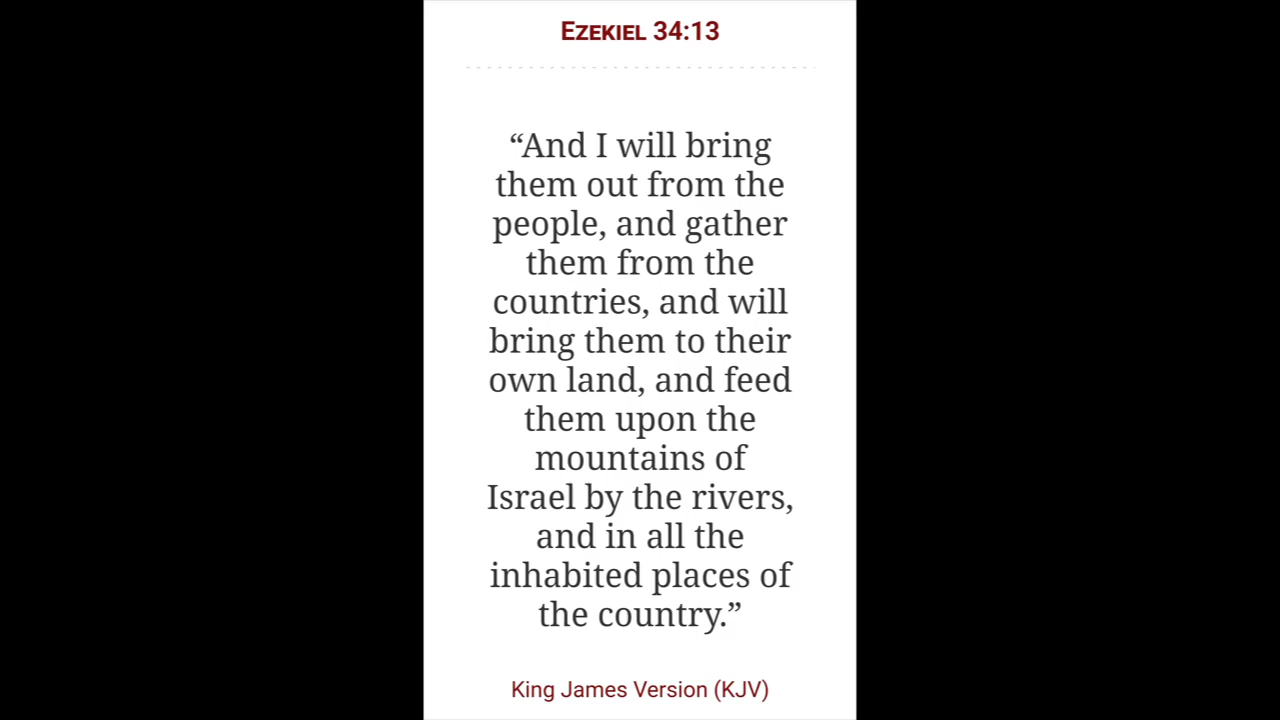 Ezekiel 34:13
“And I will bring
them out from the
people, and gather
them from the
countries, and will
bring them to their
own land, and feed
them upon the
mountains of
Israel by the rivers,
and in all the
inhabited places of
the country.”
King James Version (KJV)